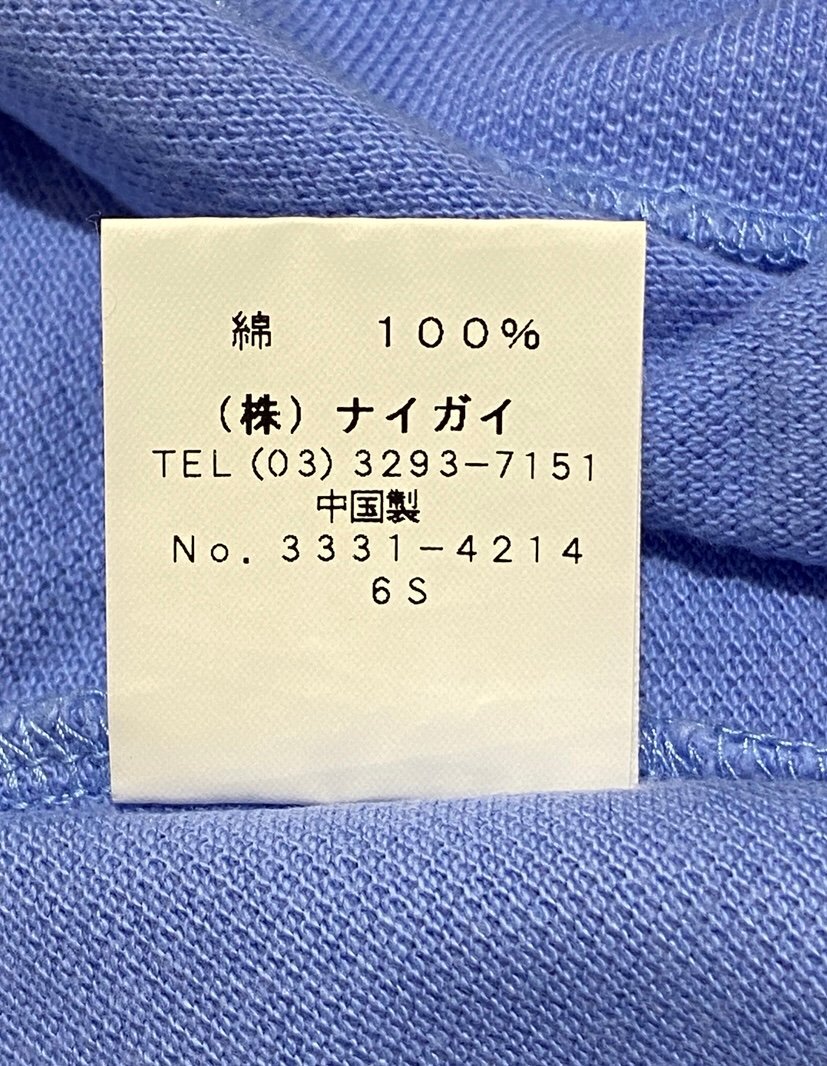 綿　１００％
（株）ナイガイ
TEL(03)3293-7151
中国製
No. 3331-4214
6S